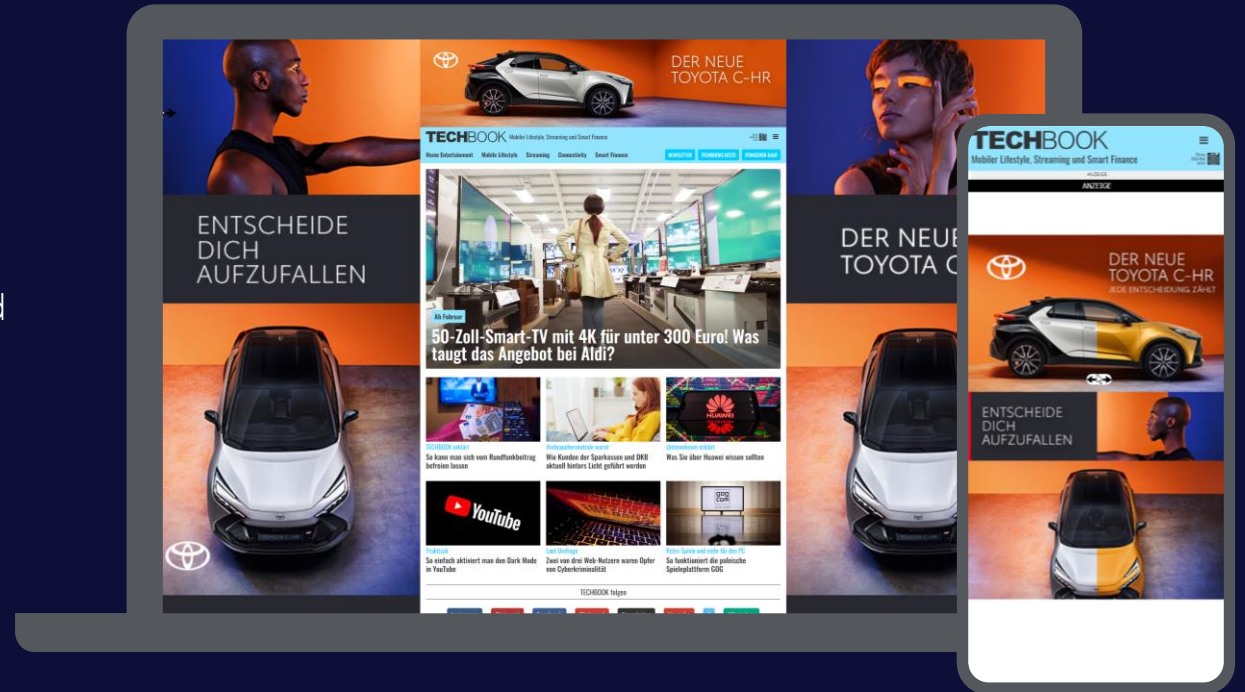 d
ENTSCHEIDE
DICH
AUFZUFALLEN
DER NEUE
TOYOTA C-HR
TECHBOOK Mobiler Lifestyle, Streaming und Smart Finance
Home Entertainment Mobile Lifestyle Streaming Connectivity Smart Finance NEWSLETTER
Ab Februar
50-Zoll-Smart-TV mit 4K für unter 300 Euro! Was
taugt das Angebot bei Aldi?
TECHBOOK erklärt
So kann man sich vom Rundfunkbeitrag
befreien lassen
Verbraucherzentrale warnt
Wie Kunden der Sparkassen und DKB
aktuell hinters Licht geführt werden
HUAWEI
Unternehmen erklärt
Was Sie über Huawei wissen sollten
YouTube
Praktisch
So einfach aktiviert man den Dark Mode
in YouTube
Laut Umfrage
Zwei von drei Web-Nutzern waren Opfer
von Cyberkriminalität
gog
com
Retro-Spiele und mehr für den PC
So funktioniert die polnische
Spieleplattform GOG
TECHBOOK folgen
DER NEUE
TOYOTA C
TECHBOOK
Mobiler Lifestyle, Streaming und Smart Finance
ANZEIGE
ANZEIGE
DER NEUE
TOYOTA C-HR
JEDE ENTSCHEIDUNG ZÄHLT
ENTSCHEIDE
DICH
AUFZUFALLEN